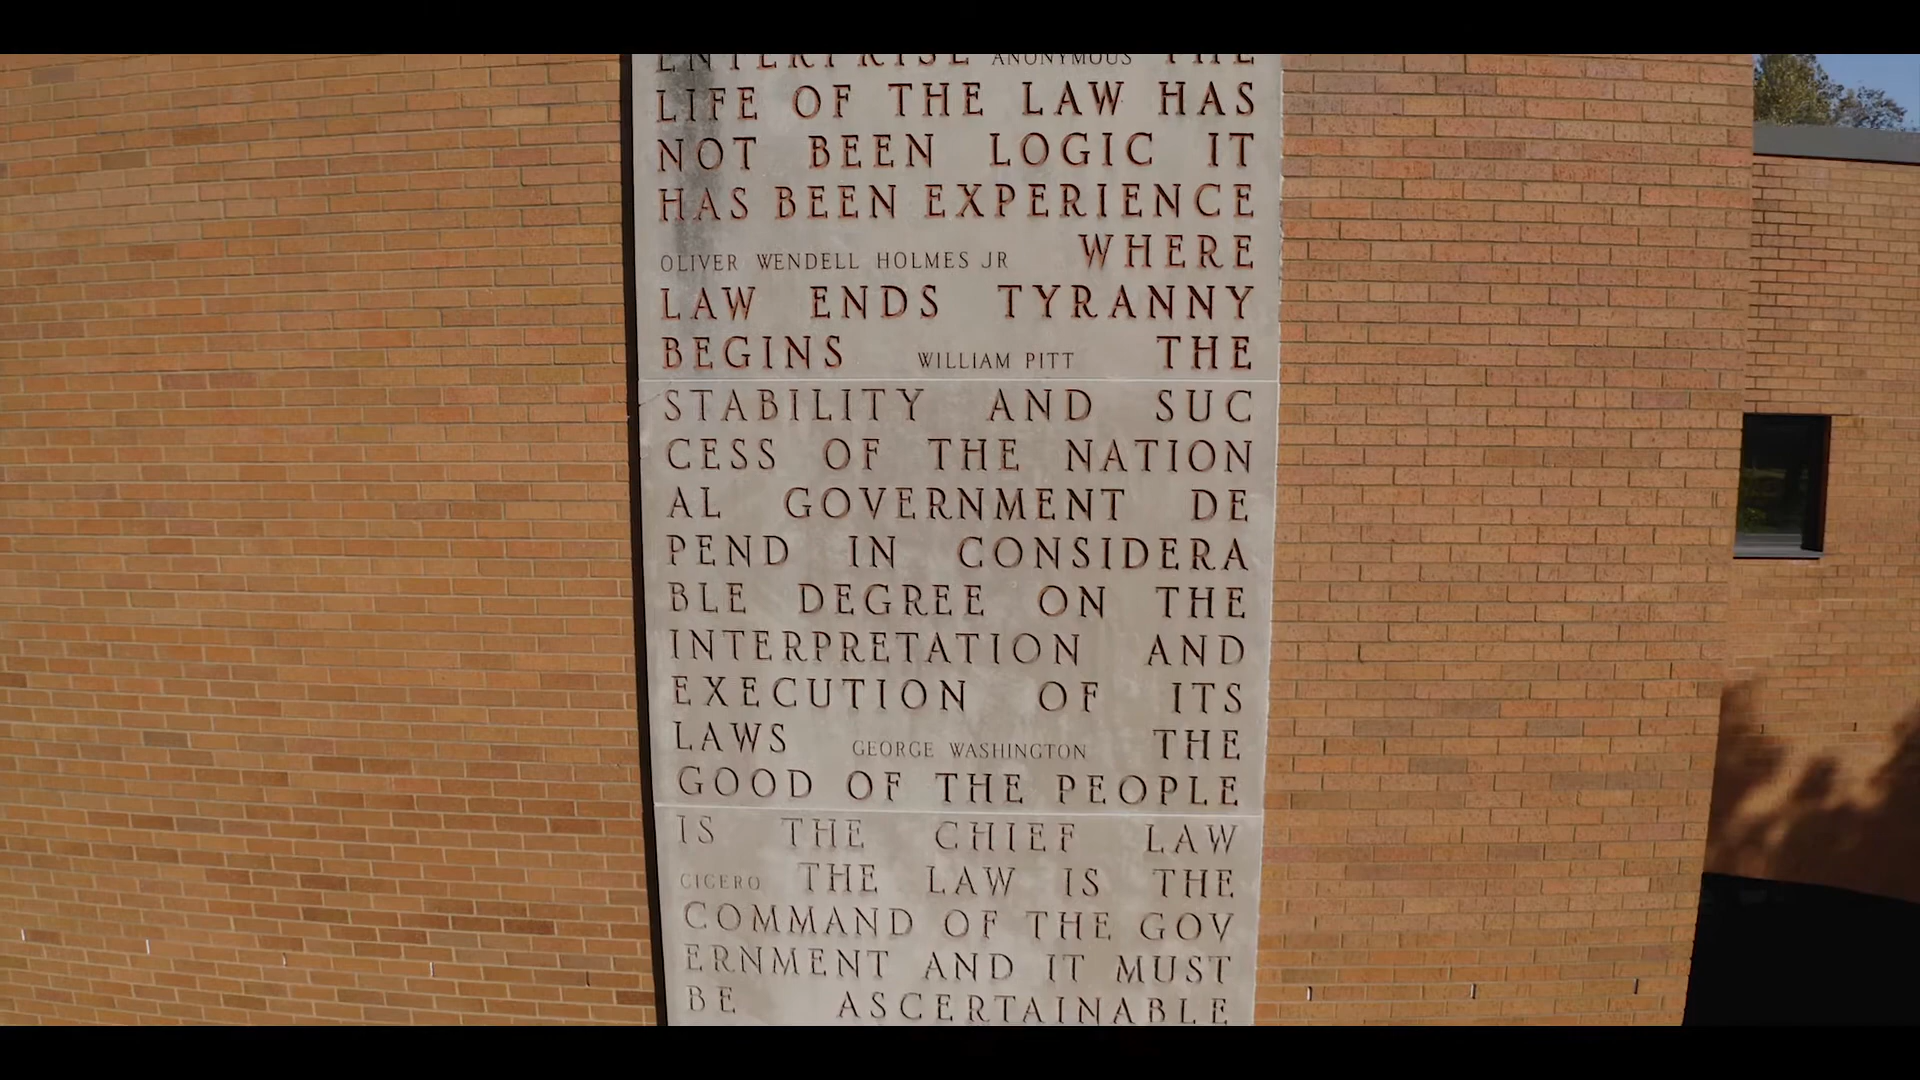 ENTERPRISE ANONYMOUS THE
LIFE OF THE LAW HAS
NOT BEEN LOGIC IT
HAS BEEN EXPERIENCE
OLIVER WENDELL HOLMES JR WHERE
LAW ENDS TYRANNY
BEGINS WILLIAM PITT THE
STABILITY AND SUC
CESS OF THE NATION
AL GOVERNMENT DE
PEND IN CONSIDERA
BLE DEGREE ON THE
INTERPRETATION AND
EXECUTION OF ITS
LAWS GEORGE WASHINGTON THE
GOOD OF THE PEOPLE
IS THE CHIEF LAW
CICERO THE LAW IS THE
COMMAND OF THE GOV
ERNMENT AND IT MUST
BE ASCERTAINABLE